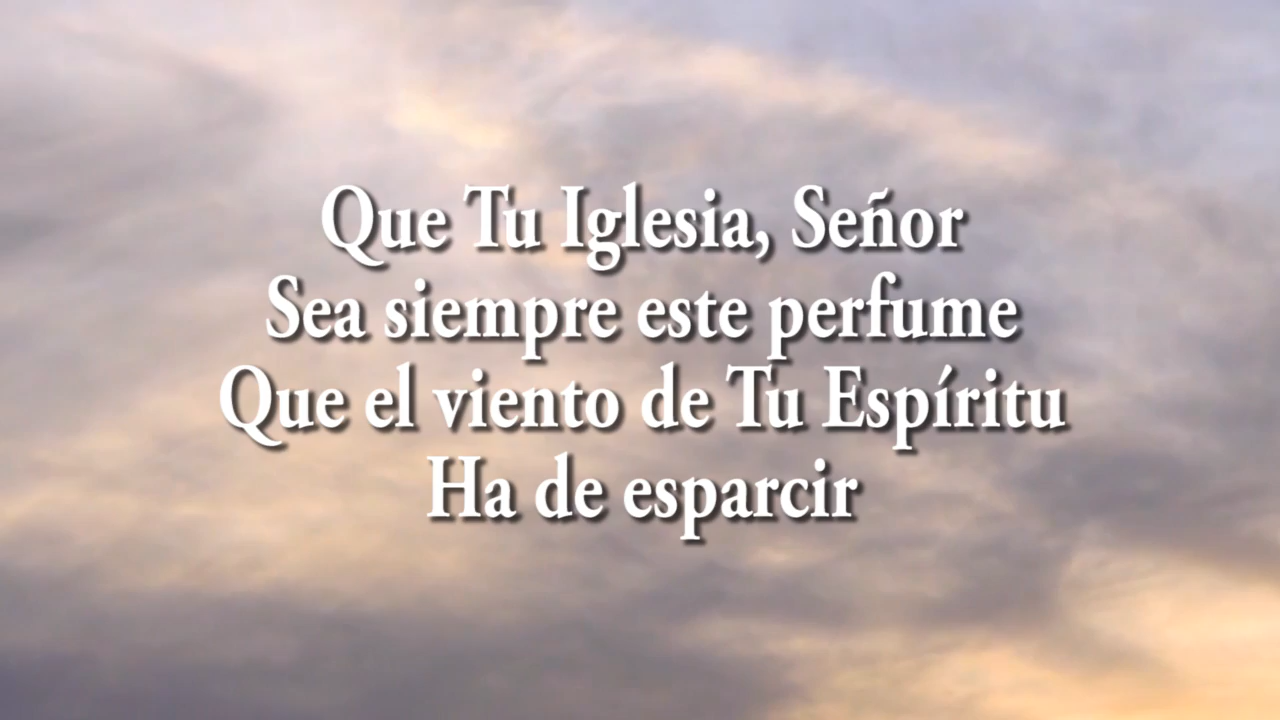 Que Tu Iglesia, Señor
Sea siempre este perfume
Que el viento de Tu Espíritu
Ha de esparcir